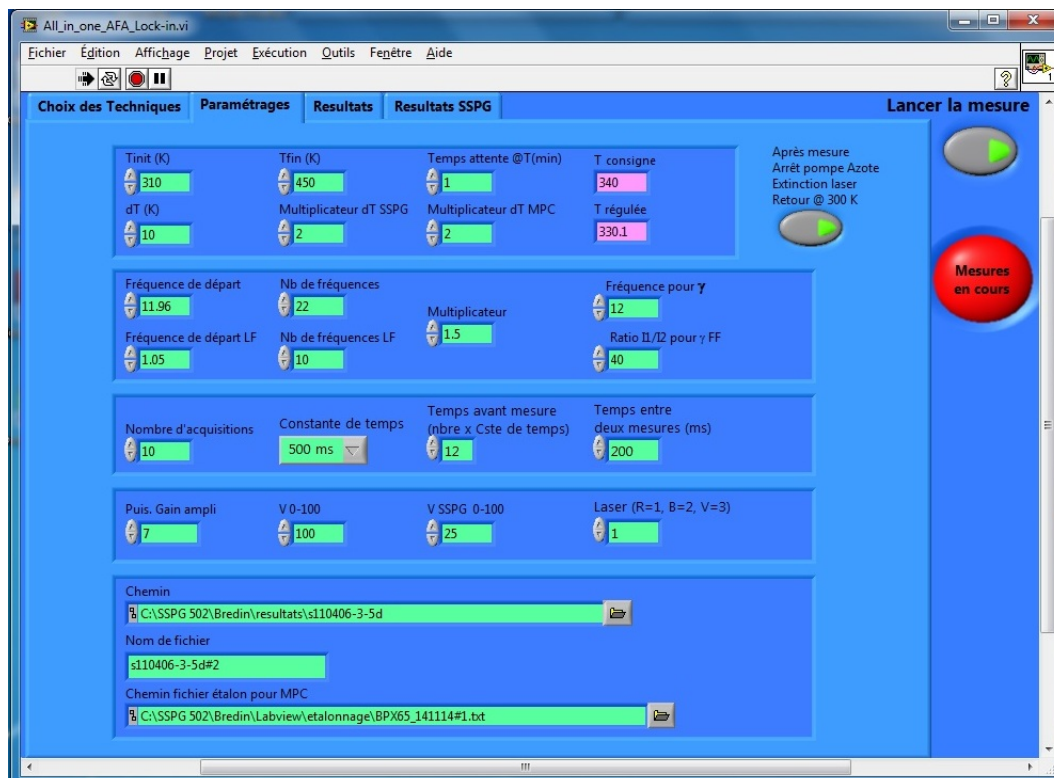 All_in_one_AFA_Lock-in.vi
Fichier Édition Affichage Projet Exécution Outils Fenêtre Aide
1
Choix des Techniques Paramétrages Resultats Resultats SSPG Lancer la mesure
Tinit (K) Tfin (K) Temps attente @T(min) T consigne
310 450 1 340
dT (K) Multiplicateur dT SSPG Multiplicateur dT MPC T régulée
10 2 2 330.1
Après mesure
Arrêt pompe Azote
Extinction laser
Retour @ 300 K
Mesures
en cours
Fréquence de départ Nb de fréquences Multiplicateur Fréquence pour γ
11.96 22 1.5 12
Fréquence de départ LF Nb de fréquences LF Ratio I1/I2 pour γ FF
1.05 10 40
Nombre d'acquisitions Constante de temps Temps avant mesure
(nbre x Cste de temps) Temps entre
deux mesures (ms)
10 500 ms 12 200
Puis. Gain ampli V 0-100 V SSPG 0-100 Laser (R=1, B=2, V=3)
7 100 25 1
Chemin
C:\SSPG 502\Bredin\resultats\s110406-3-5d
Nom de fichier
s110406-3-5d#2
Chemin fichier étalon pour MPC
C:\SSPG 502\Bredin\Labview\etalonnage\BPX65_141114#1.txt